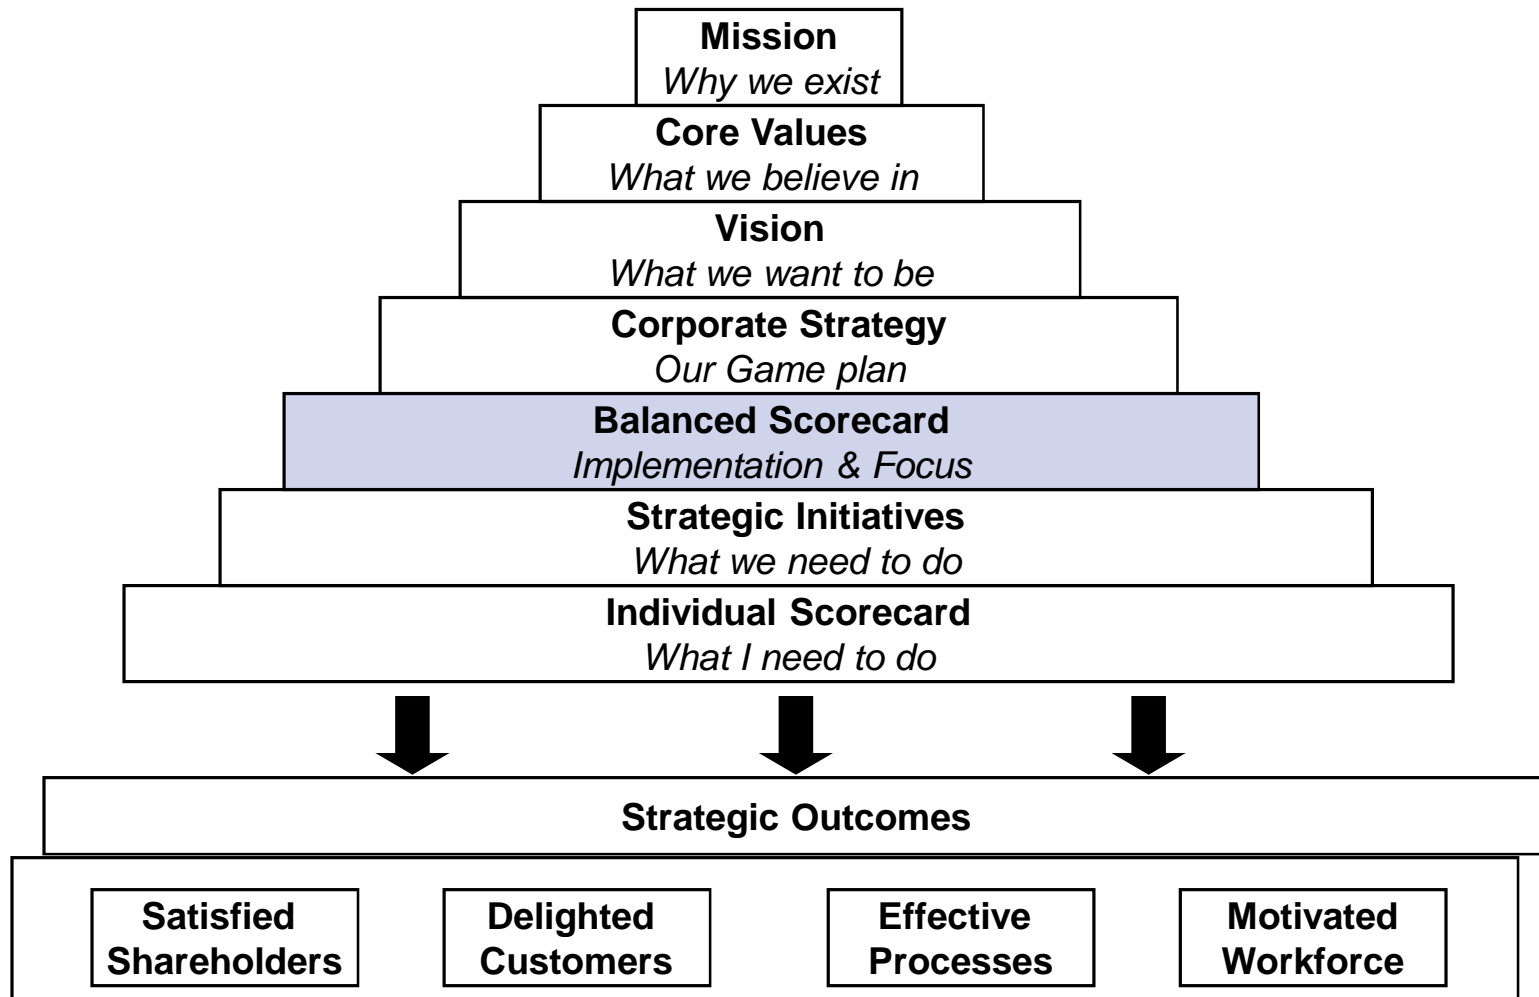 Mission
Why we exist
Core Values
What we believe in
Vision
What we want to be
Corporate Strategy
Our Game plan
Balanced Scorecard
Implementation & Focus
Strategic Initiatives
What we need to do
Individual Scorecard
What I need to do
Strategic Outcomes
Satisfied
Shareholders
Delighted
Customers
Effective
Processes
Motivated
Workforce